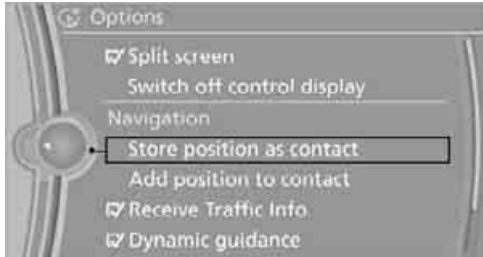 Options
Split screen
Switch off control display
Navigation
Store position as contact
Add position to contact
Receive Traffic Info
Dynamic guidance